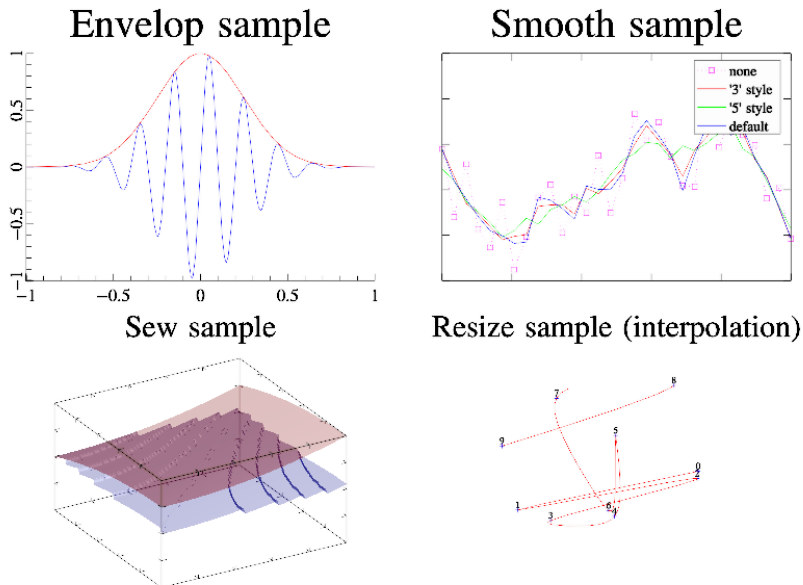 Envelop sample
Smooth sample
1
0.5
0
−0.5
−1
−1
−0.5
0
0.5
1
none
'3' style
'5' style
default
Sew sample
Resize sample (interpolation)
7
8
9
5
0
2
1
3
6